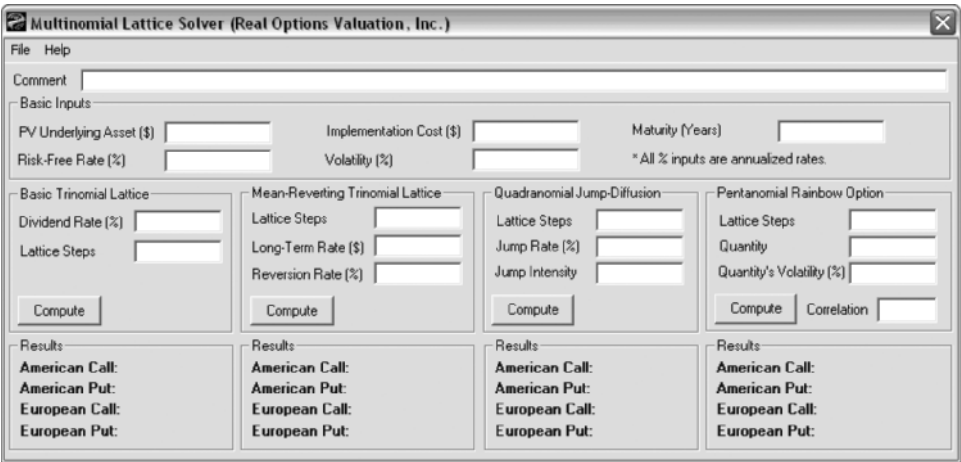 Multinomial Lattice Solver (Real Options Valuation, Inc.)
File Help
Comment
Basic Inputs
PV Underlying Asset ($)
Implementation Cost ($)
Maturity (Years)
Risk-Free Rate (%)
Volatility (%)
* All % inputs are annualized rates.
Basic Trinomial Lattice
Dividend Rate (%)
Lattice Steps
Compute
Mean-Reverting Trinomial Lattice
Lattice Steps
Long-Term Rate ($)
Reversion Rate (%)
Compute
Quadranomial Jump-Diffusion
Lattice Steps
Jump Rate (%)
Jump Intensity
Compute
Pentanomial Rainbow Option
Lattice Steps
Quantity
Quantity's Volatility (%)
Compute Correlation
Results
American Call:
American Put:
European Call:
European Put:
Results
American Call:
American Put:
European Call:
European Put:
Results
American Call:
American Put:
European Call:
European Put:
Results
American Call:
American Put:
European Call:
European Put: